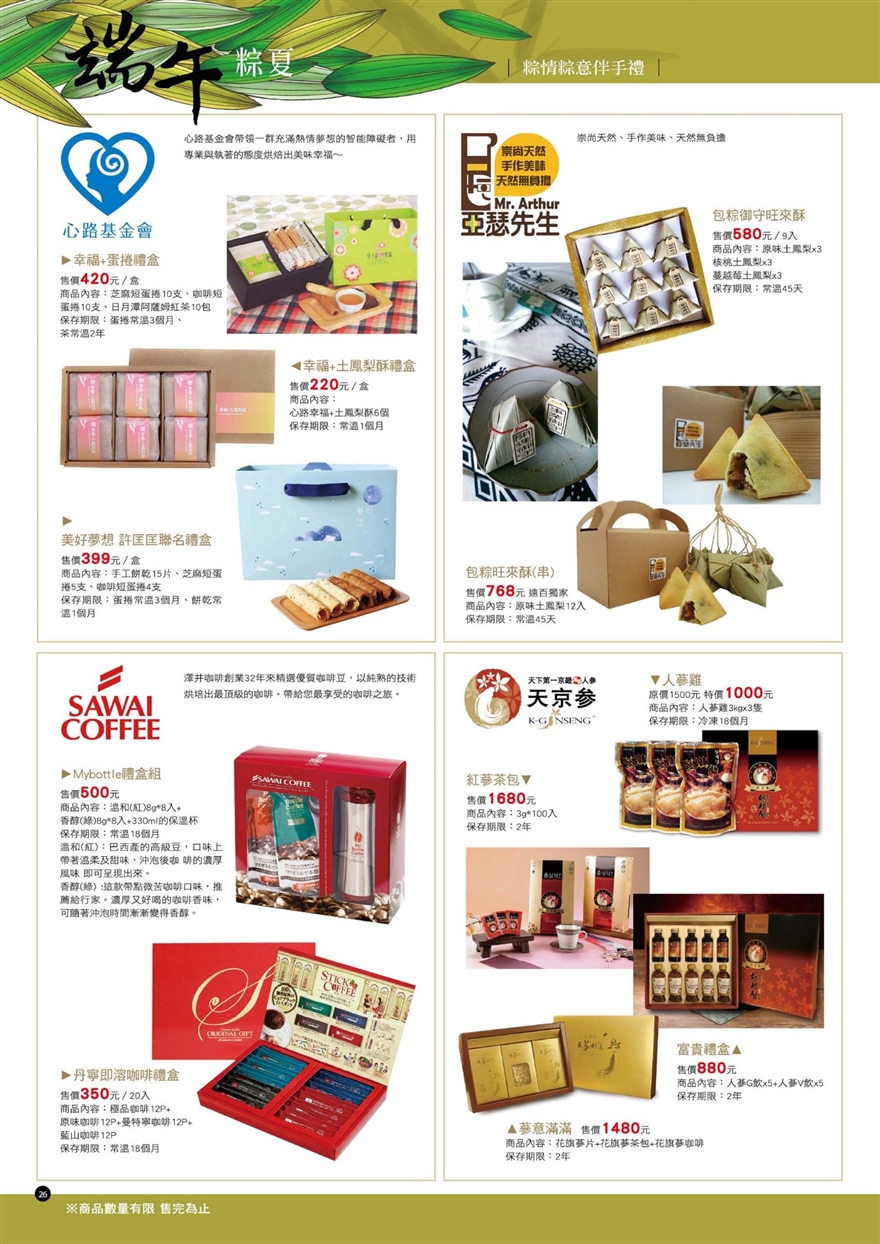 端午 粽夏
｜ 粽情粽意伴手禮 ｜
心路基金會
心路基金會帶領一群充滿熱情夢想的智能障礙者，用
專業與執著的態度烘焙出美味幸福～
▶幸福+蛋捲禮盒
售價420元 / 盒
商品內容：芝麻短蛋捲10支、咖啡短
蛋捲10支、日月潭阿薩姆紅茶10包
保存期限：蛋捲常溫3個月、
茶常溫2年
◀幸福+土鳳梨酥禮盒
售價220元 / 盒
商品內容：
心路幸福+土鳳梨酥6個
保存期限：常溫1個月
▶
美好夢想 許匡匡聯名禮盒
售價399元 / 盒
商品內容：手工餅乾15片、芝麻短蛋
捲5支、咖啡短蛋捲4支
保存期限：蛋捲常溫3個月、餅乾常
溫1個月
崇尚天然
手作美味
天然無負擔
Mr. Arthur
亞瑟先生
崇尚天然、手作美味、天然無負擔
包粽御守旺來酥
售價580元 / 9入
商品內容：原味土鳳梨x3
核桃土鳳梨x3
蔓越莓土鳳梨x3
保存期限：常溫45天
包粽旺來酥(串)
售價768元 遠百獨家
商品內容：原味土鳳梨12入
保存期限：常溫45天
SAWAI
COFFEE
澤井咖啡創業32年來精選優質咖啡豆，以純熟的技術
烘培出最頂級的咖啡。帶給您最享受的咖啡之旅。
▶Mybottle禮盒組
售價500元
商品內容：溫和(紅)8g*8入+
香醇(綠)8g*8入+330ml的保溫杯
保存期限：常溫18個月
溫和(紅)：巴西產的高級豆，口味上
帶著溫柔及甜味，沖泡後咖 啡的濃厚
風味 即可呈現出來。
香醇(綠) :這款帶點微苦咖啡口味，推
薦給行家。濃厚又好喝的咖啡香味，
可隨著沖泡時間漸漸變得香醇。
SAWAI COFFEE
STICK
COFFEE
ORIGINAL GIFT
▶丹寧即溶咖啡禮盒
售價350元 / 20入
商品內容：極品咖啡12P+
原味咖啡12P+曼特寧咖啡12P+
藍山咖啡12P
保存期限：常溫18個月
天下第一京畿人參
天京參
K-GINSENG
▼人蔘雞
原價1500元 特價1000元
商品內容：人蔘雞3kgx3隻
保存期限：冷凍18個月
紅蔘茶包▼
售價1680元
商品內容：3g*100入
保存期限：2年
富貴禮盒▲
售價880元
商品內容：人蔘G飲x5+人蔘V飲x5
保存期限：2年
▲蔘意滿滿 售價1480元
商品內容：花旗蔘片+花旗蔘茶包+花旗蔘咖啡
保存期限：2年
26
※商品數量有限 售完為止